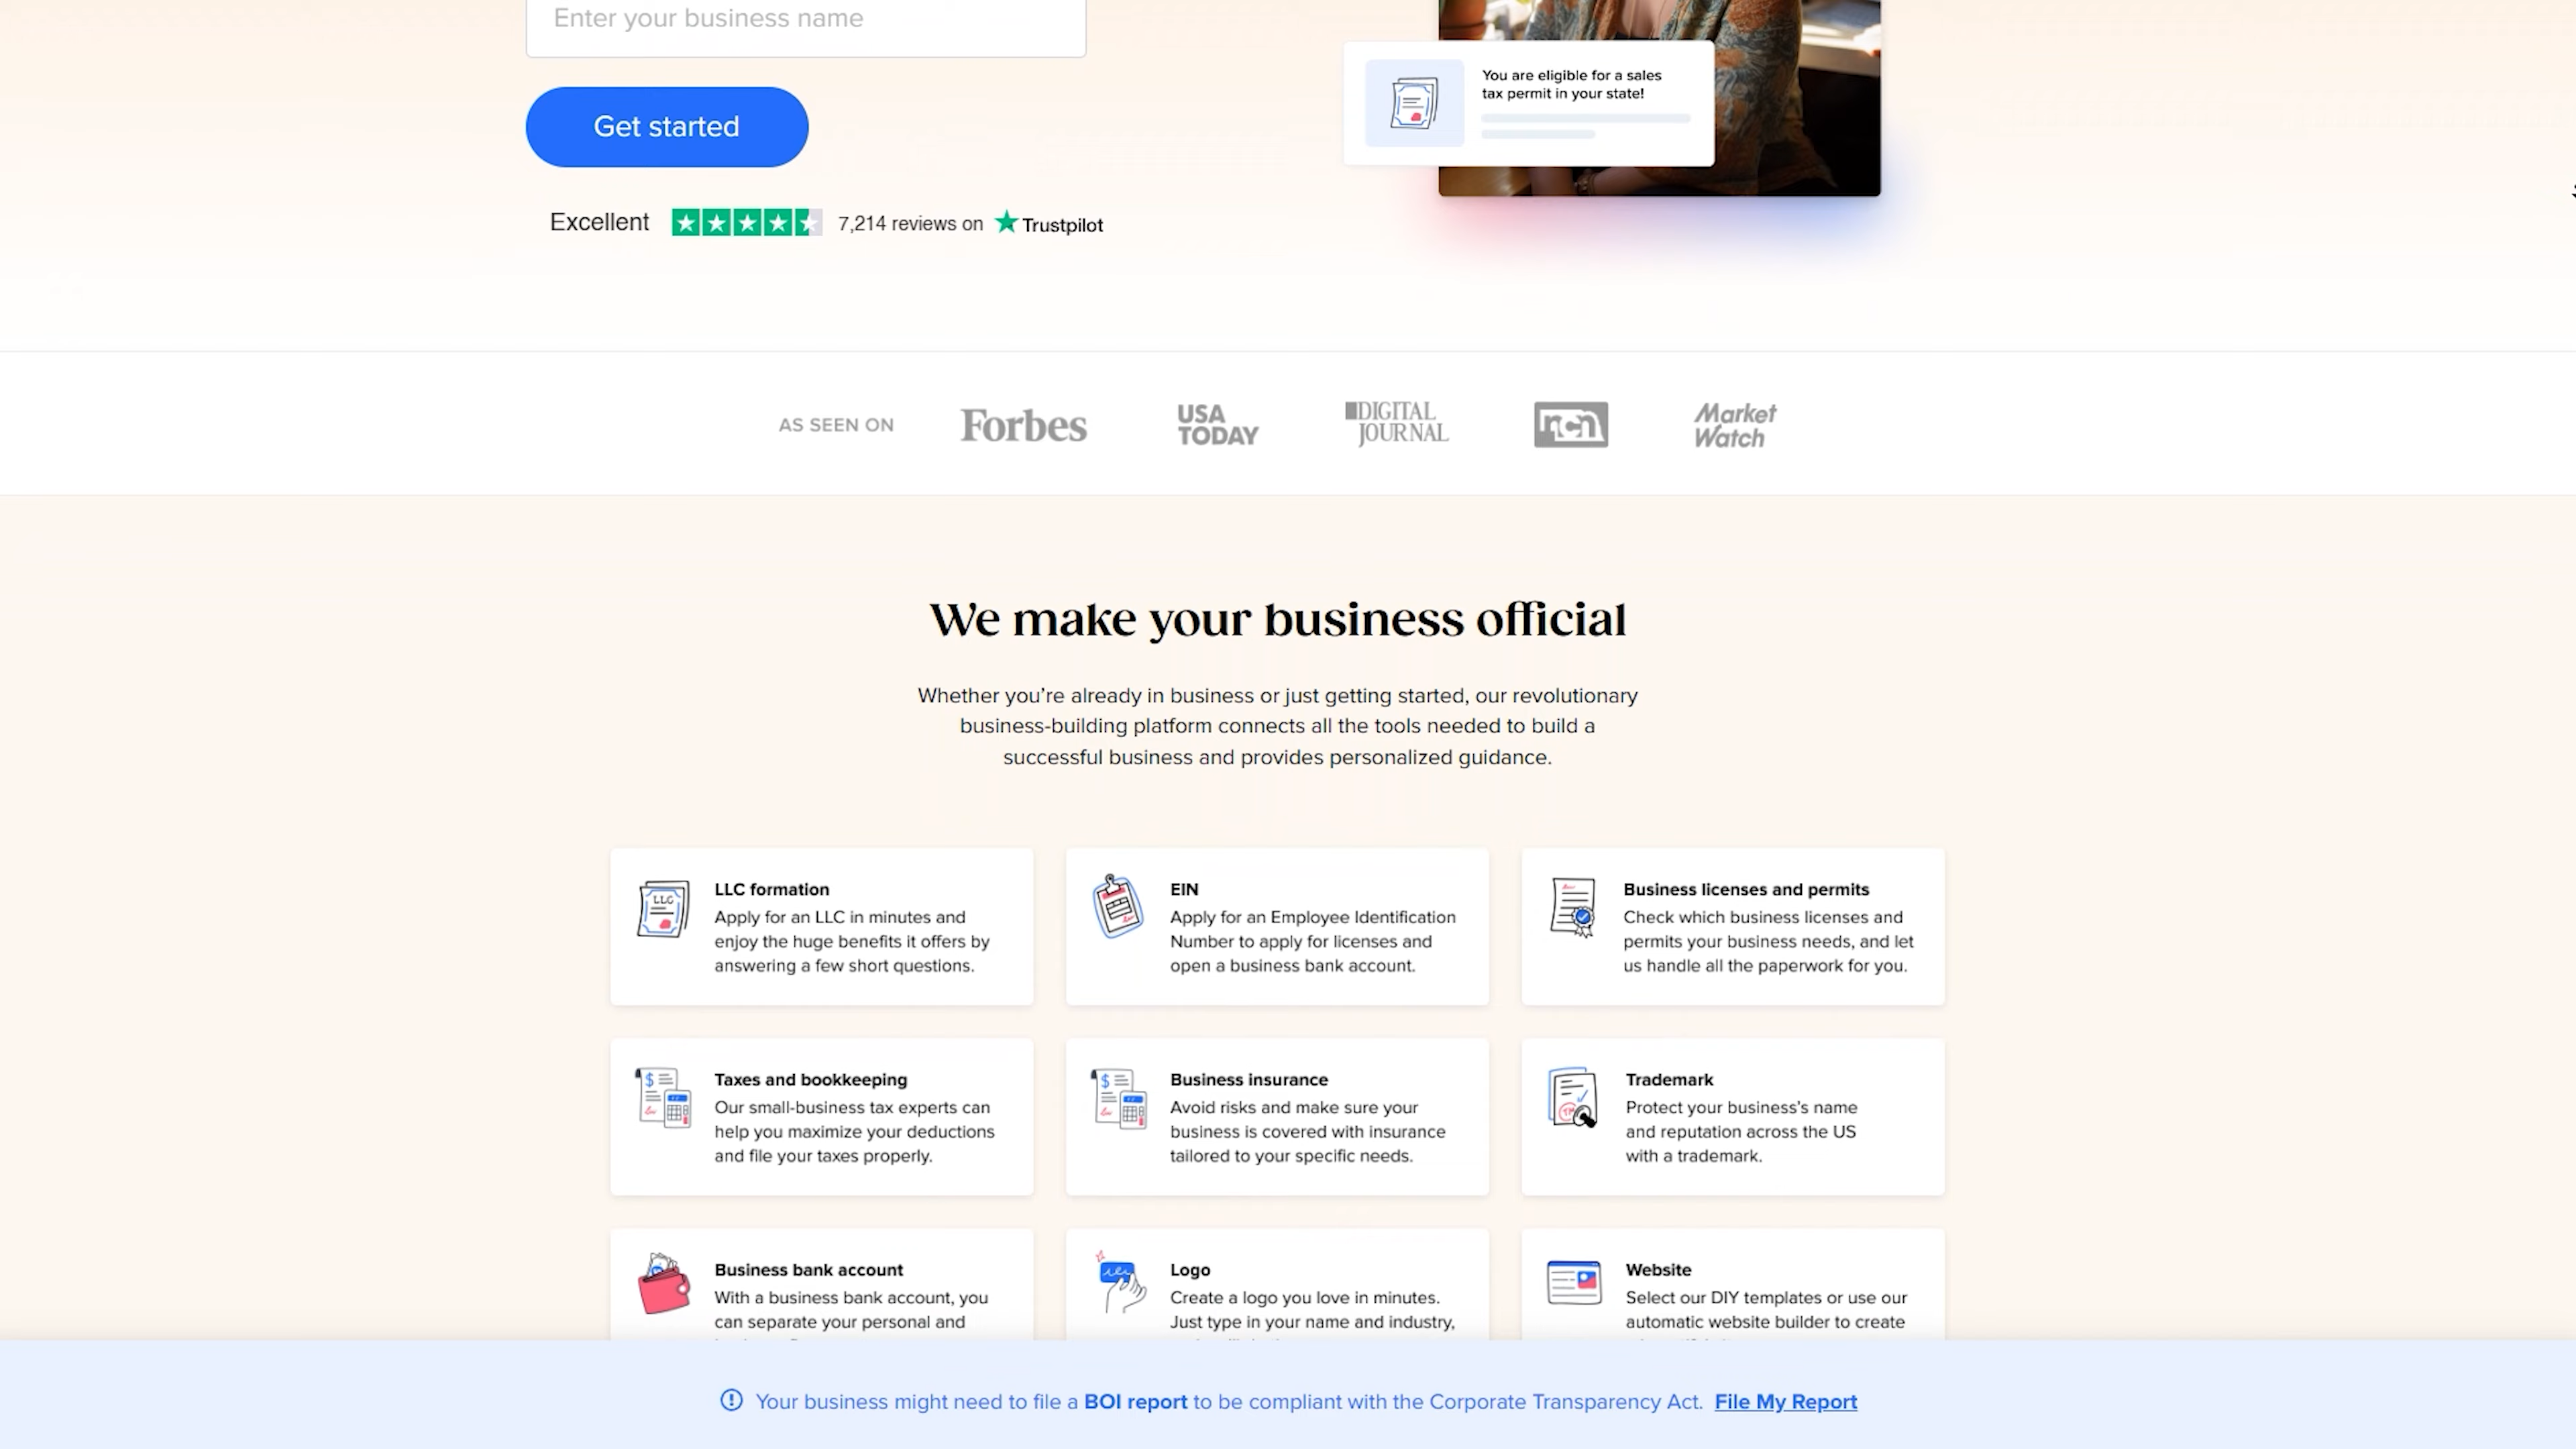 Enter your business name
You are eligible for a sales
tax permit in your state!
Get started
Excellent 7,214 reviews on Trustpilot
AS SEEN ON Forbes USA TODAY DIGITAL JOURNAL ncn Market Watch
We make your business official
Whether you’re already in business or just getting started, our revolutionary
business-building platform connects all the tools needed to build a
successful business and provides personalized guidance.
LLC
LLC formation
Apply for an LLC in minutes and
enjoy the huge benefits it offers by
answering a few short questions.
EIN
Apply for an Employee Identification
Number to apply for licenses and
open a business bank account.
Business licenses and permits
Check which business licenses and
permits your business needs, and let
us handle all the paperwork for you.
Taxes and bookkeeping
Our small-business tax experts can
help you maximize your deductions
and file your taxes properly.
Business insurance
Avoid risks and make sure your
business is covered with insurance
tailored to your specific needs.
Trademark
Protect your business’s name
and reputation across the US
with a trademark.
Business bank account
With a business bank account, you
can separate your personal and
Logo
Create a logo you love in minutes.
Just type in your name and industry,
Website
Select our DIY templates or use our
automatic website builder to create
Your business might need to file a BOI report to be compliant with the Corporate Transparency Act. File My Report